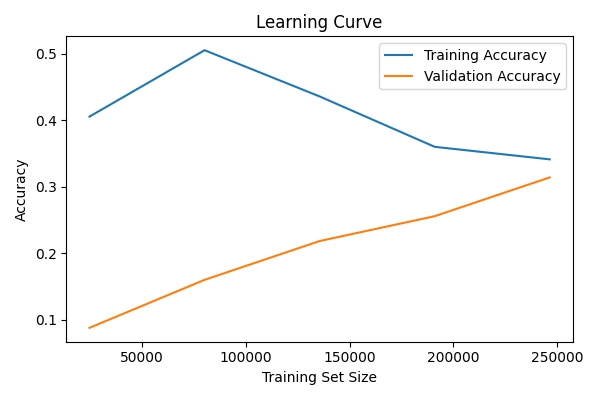 Learning Curve
Training Accuracy
Validation Accuracy
0.5
0.4
0.3
0.2
0.1
Accuracy
50000 100000 150000 200000 250000
Training Set Size